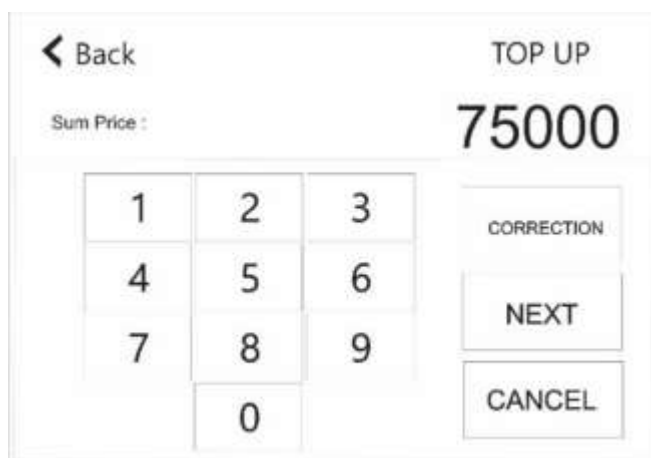 Back TOP UP
Sum Price : 75000
1 2 3 CORRECTION
4 5 6
NEXT
7 8 9
0 CANCEL